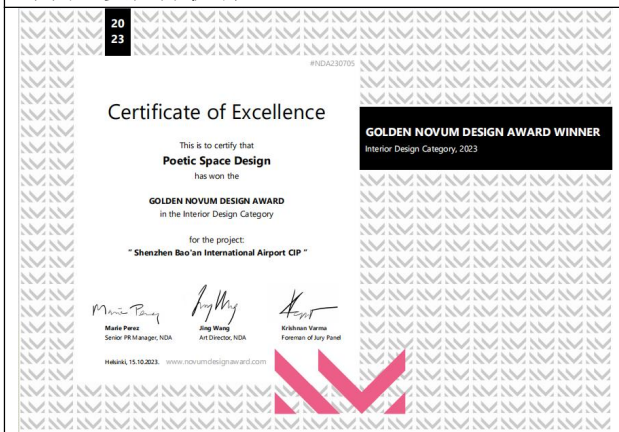 20
23
#NDA230705
Certificate of Excellence
This is to certify that
Poetic Space Design
has won the
GOLDEN NOVUM DESIGN AWARD
in the Interior Design Category
for the project:
" Shenzhen Bao'an International Airport CIP "
GOLDEN NOVUM DESIGN AWARD WINNER
Interior Design Category, 2023
Marie Perez
Marie Perez
Senior PR Manager, NDA
Jing Wang
Art Director, NDA
Krishnan Varma
Foreman of Jury Panel
Helsinki, 15.10.2023. www.novumdesignaward.com